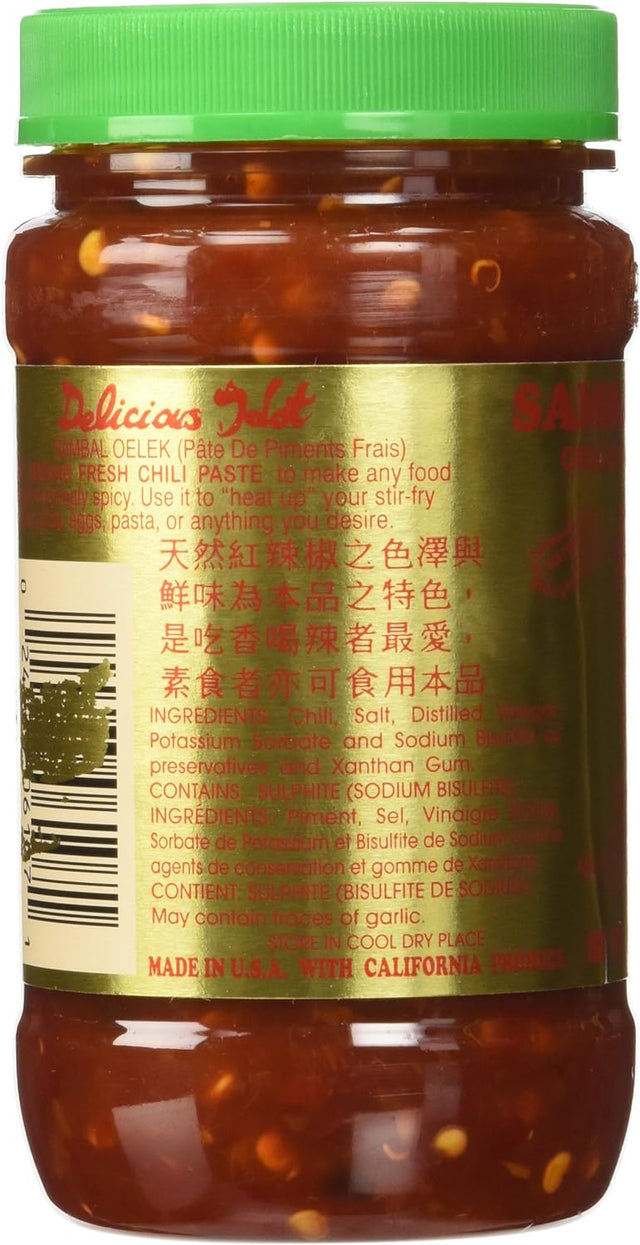 Delicious Hot
SAMBAL OELEK (Pâte De Piments Frais)
FRESH CHILI PASTE to make any food
spicy. Use it to "heat up" your stir-fry
eggs, pasta, or anything you desire.
天然紅辣椒之色澤與
鮮味為本品之特色，
是吃香喝辣者最愛，
素食者亦可食用本品
INGREDIENTS: Chili, Salt, Distilled Vinegar,
Potassium Sorbate and Sodium Bisulfite as
preservatives and Xanthan Gum.
CONTAINS: SULPHITE (SODIUM BISULFITE)
INGREDIENTS: Piment, Sel, Vinaigre
Sorbate de Potassium et Bisulfite de Sodium
agents de conservation et gomme de Xanthane
CONTIENT: SULPHITE (BISULFITE DE SODIUM)
May contain traces of garlic.
STORE IN COOL DRY PLACE
MADE IN U.S.A. WITH CALIFORNIA